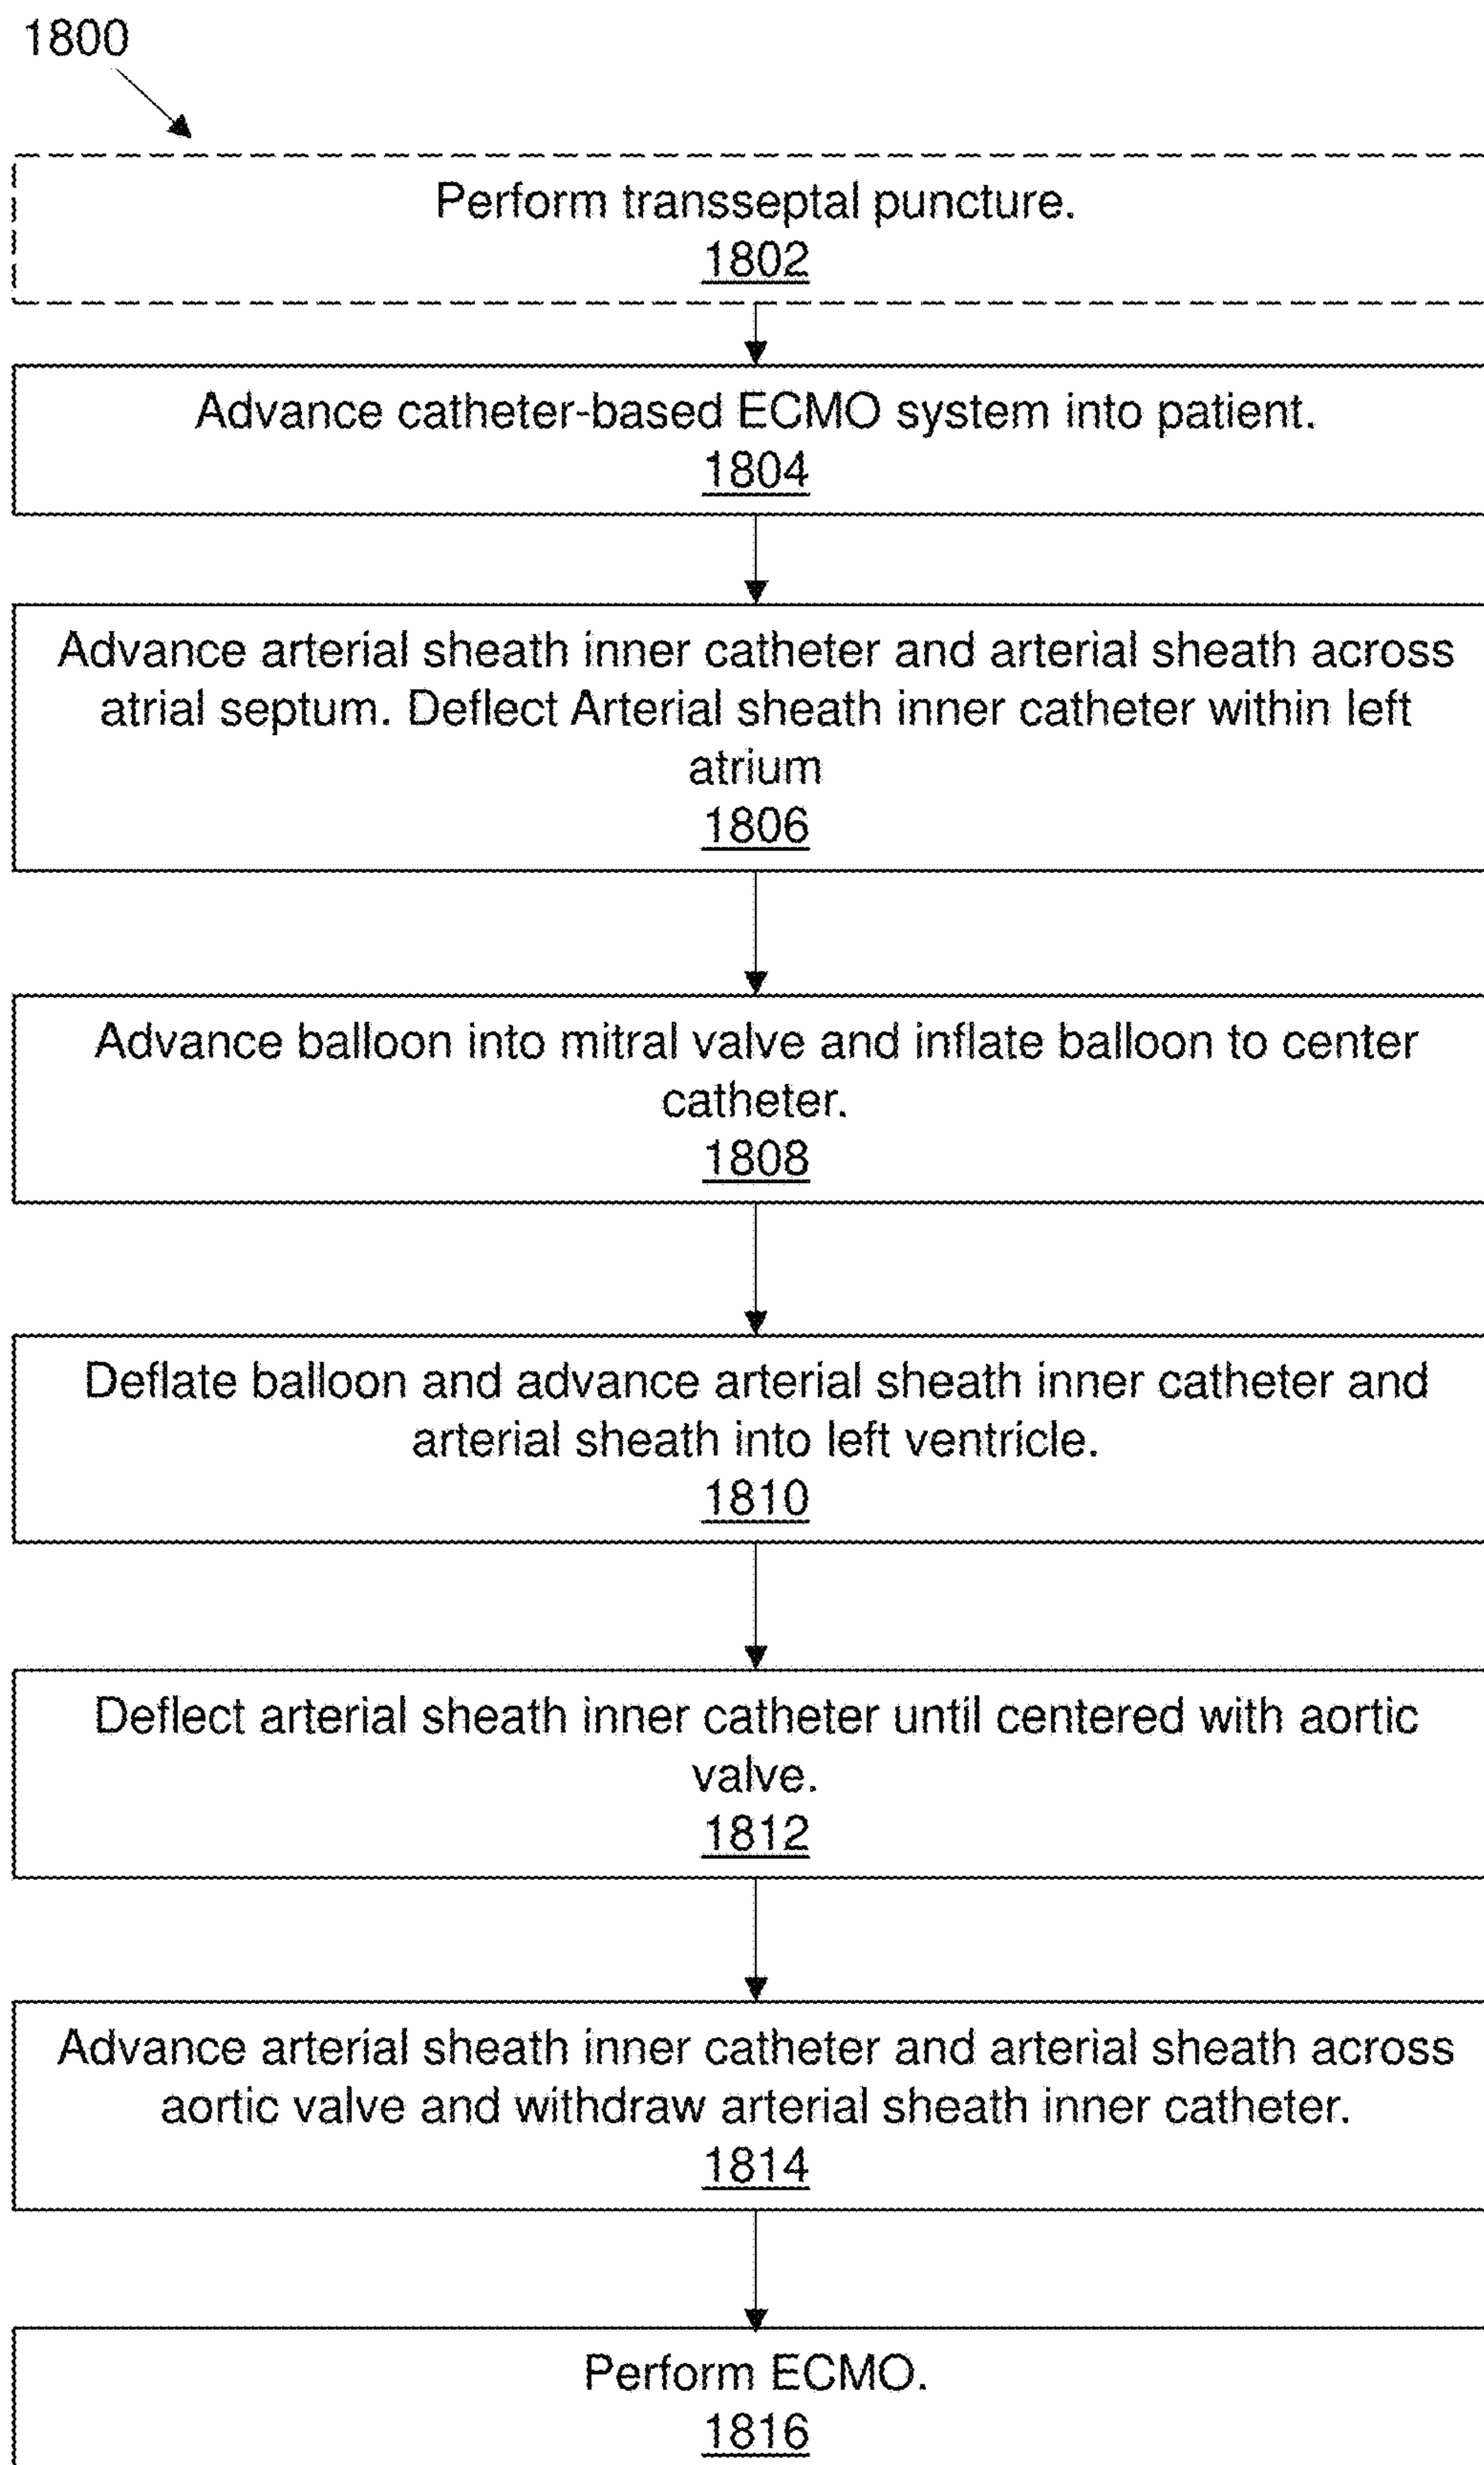 1800
Perform transseptal puncture.
1802
Advance catheter-based ECMO system into patient.
1804
Advance arterial sheath inner catheter and arterial sheath across
atrial septum. Deflect Arterial sheath inner catheter within left
atrium
1806
Advance balloon into mitral valve and inflate balloon to center
catheter.
1808
Deflate balloon and advance arterial sheath inner catheter and
arterial sheath into left ventricle.
1810
Deflect arterial sheath inner catheter until centered with aortic
valve.
1812
Advance arterial sheath inner catheter and arterial sheath across
aortic valve and withdraw arterial sheath inner catheter.
1814
Perform ECMO.
1816